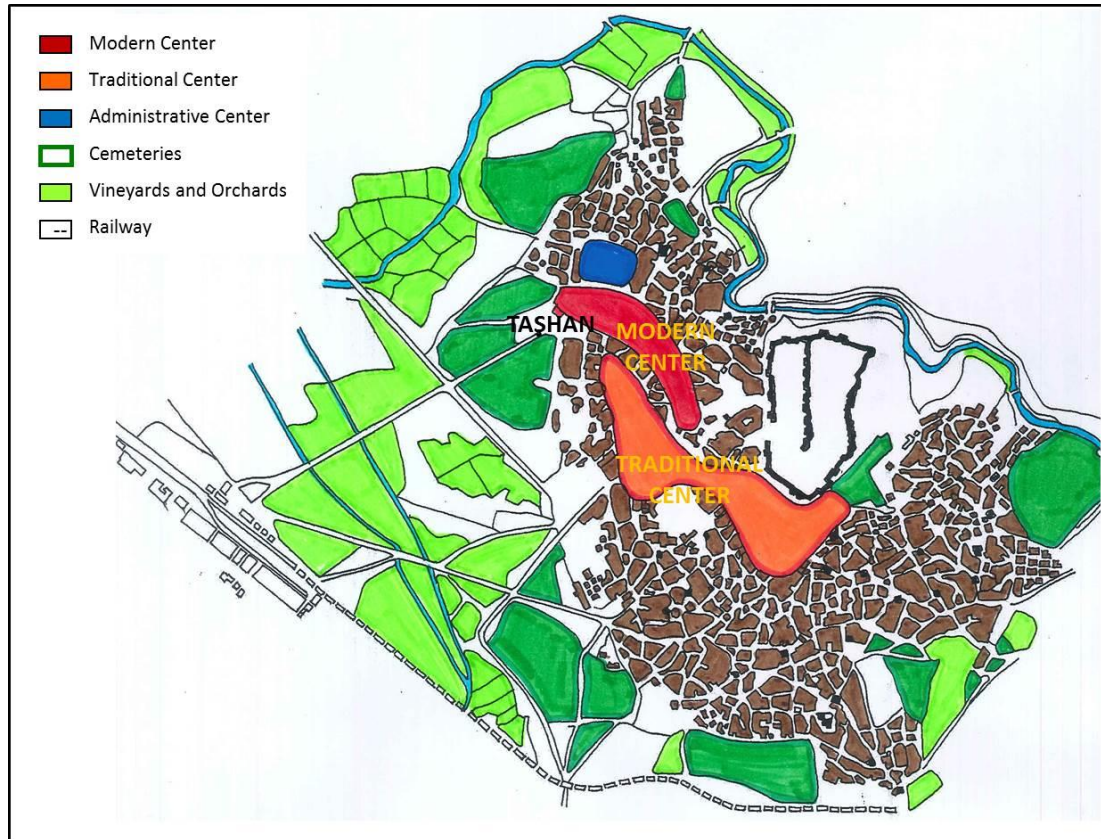 Modern Center
Traditional Center
Administrative Center
Cemeteries
Vineyards and Orchards
Railway
TAŞHAN
MODERN
CENTER
TRADITIONAL
CENTER